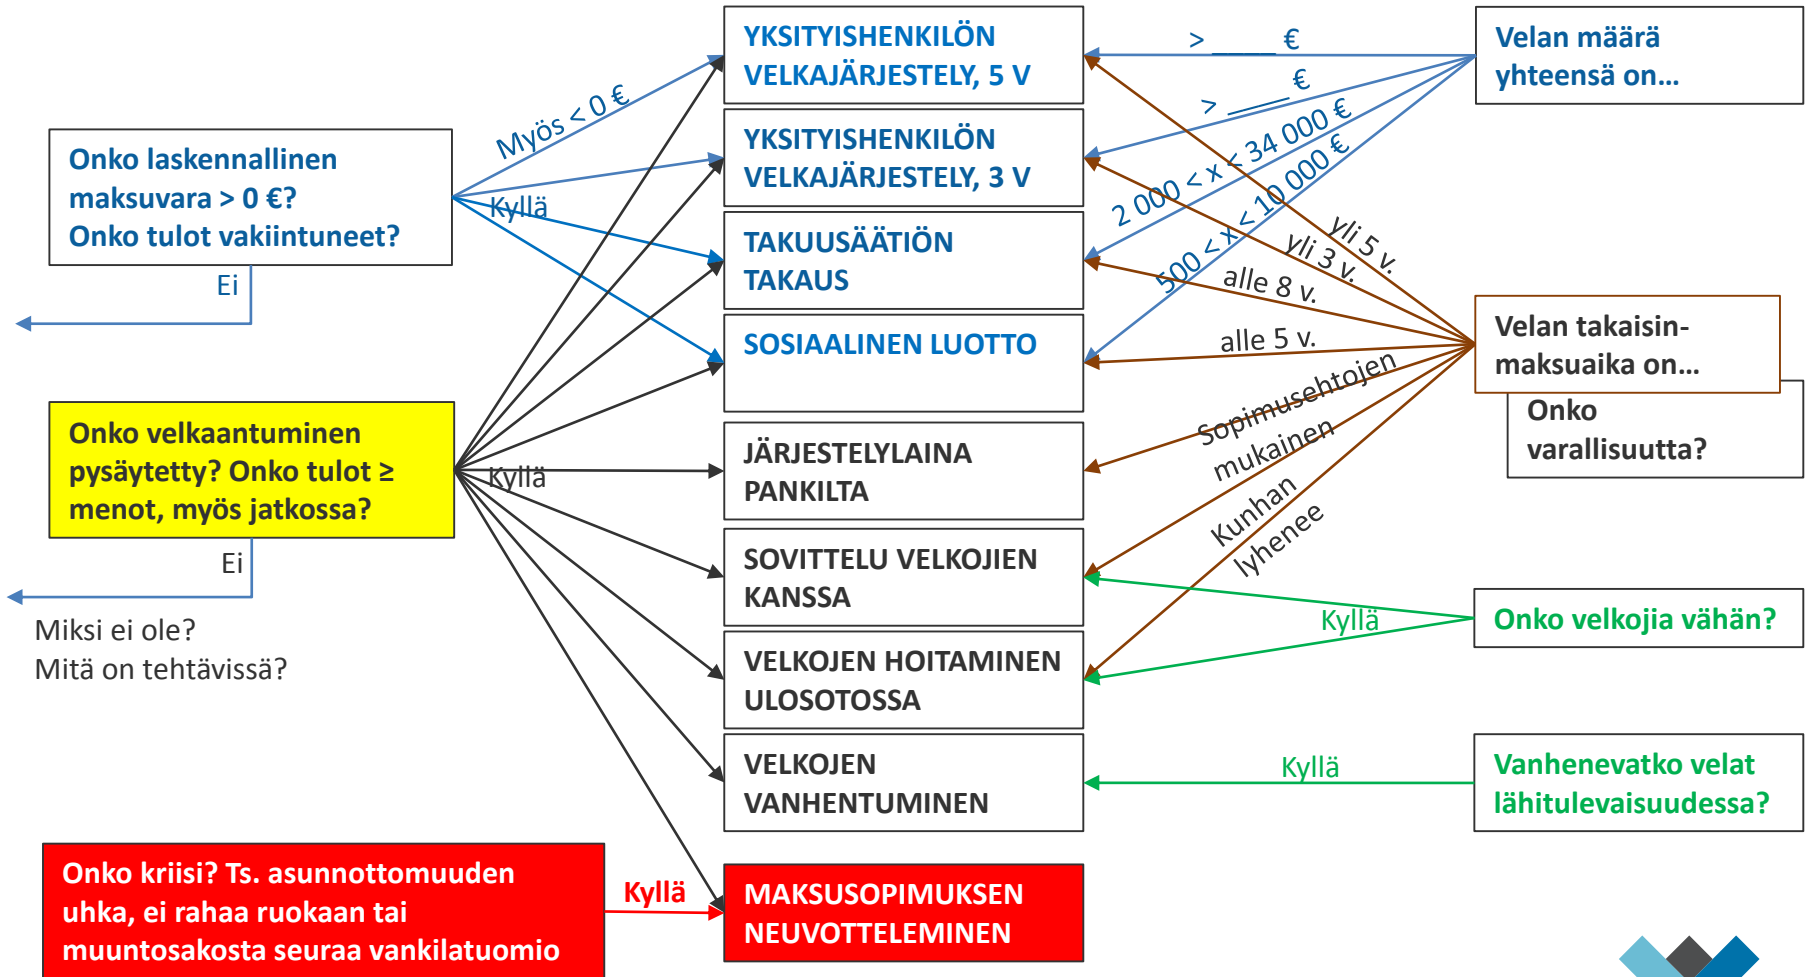 YKSITYISHENKILÖN
VELKAJÄRJESTELY, 5 V
YKSITYISHENKILÖN
VELKAJÄRJESTELY, 3 V
TAKUUSÄÄTIÖN
TAKAUS
SOSIAALINEN LUOTTO
JÄRJESTELYLAINA
PANKILTA
SOVITTELU VELKOJIEN
KANSSA
VELKOJEN HOITAMINEN
ULOSOTOSSA
VELKOJEN
VANHENTUMINEN
MAKSUSOPIMUKSEN
NEUVOTTELEMINEN
Onko laskennallinen
maksuvara > 0 €?
Onko tulot vakiintuneet?
Myös < 0 €
Kyllä
Ei
Onko velkaantuminen
pysäytetty? Onko tulot ≥
menot, myös jatkossa?
Kyllä
Ei
Miksi ei ole?
Mitä on tehtävissä?
Onko kriisi? Ts. asunnottomuuden
uhka, ei rahaa ruokaan tai
muuntosakosta seuraa vankilatuomio
Kyllä
Velan määrä
yhteensä on…
> _____ €
> _____ €
2 000 < x < 34 000 €
500 < x < 10 000 €
Velan takaisin-
maksuaika on…
yli 5 v.
yli 3 v.
alle 8 v.
alle 5 v.
Sopimusehtojen
mukainen
Kunhan
lyhenee
Onko
varallisuutta?
Onko velkojia vähän?
Kyllä
Vanhenevatko velat
lähitulevaisuudessa?
Kyllä